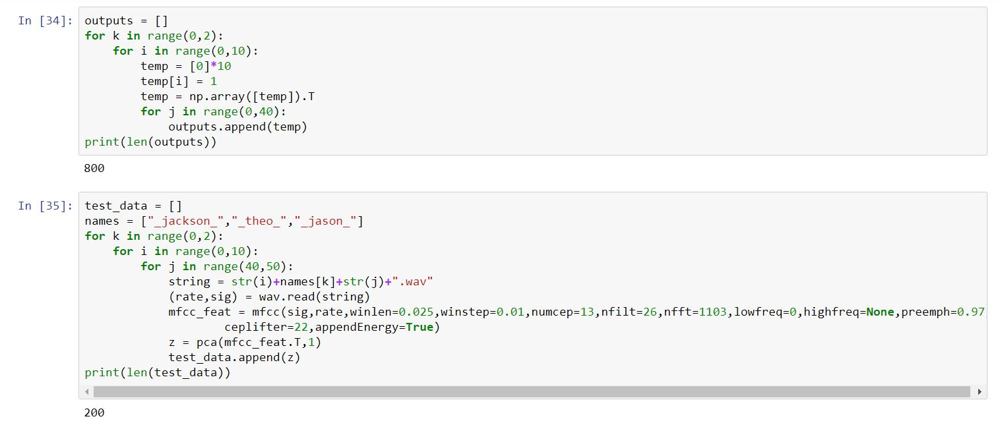 In [34]:
outputs = []
for k in range(0,2):
    for i in range(0,10):
        temp = [0]*10
        temp[i] = 1
        temp = np.array([temp]).T
        for j in range(0,40):
            outputs.append(temp)
print(len(outputs))
800
In [35]:
test_data = []
names = ["_jackson_","_theo_","_jason_"]
for k in range(0,2):
    for i in range(0,10):
        for j in range(40,50):
            string = str(i)+names[k]+str(j)+".wav"
            (rate,sig) = wav.read(string)
            mfcc_feat = mfcc(sig,rate,winlen=0.025,winstep=0.01,numcep=13,nfilt=26,nfft=1103,lowfreq=0,highfreq=None,preemph=0.97,
                    ceplifter=22,appendEnergy=True)
            z = pca(mfcc_feat.T,1)
            test_data.append(z)
print(len(test_data))
200